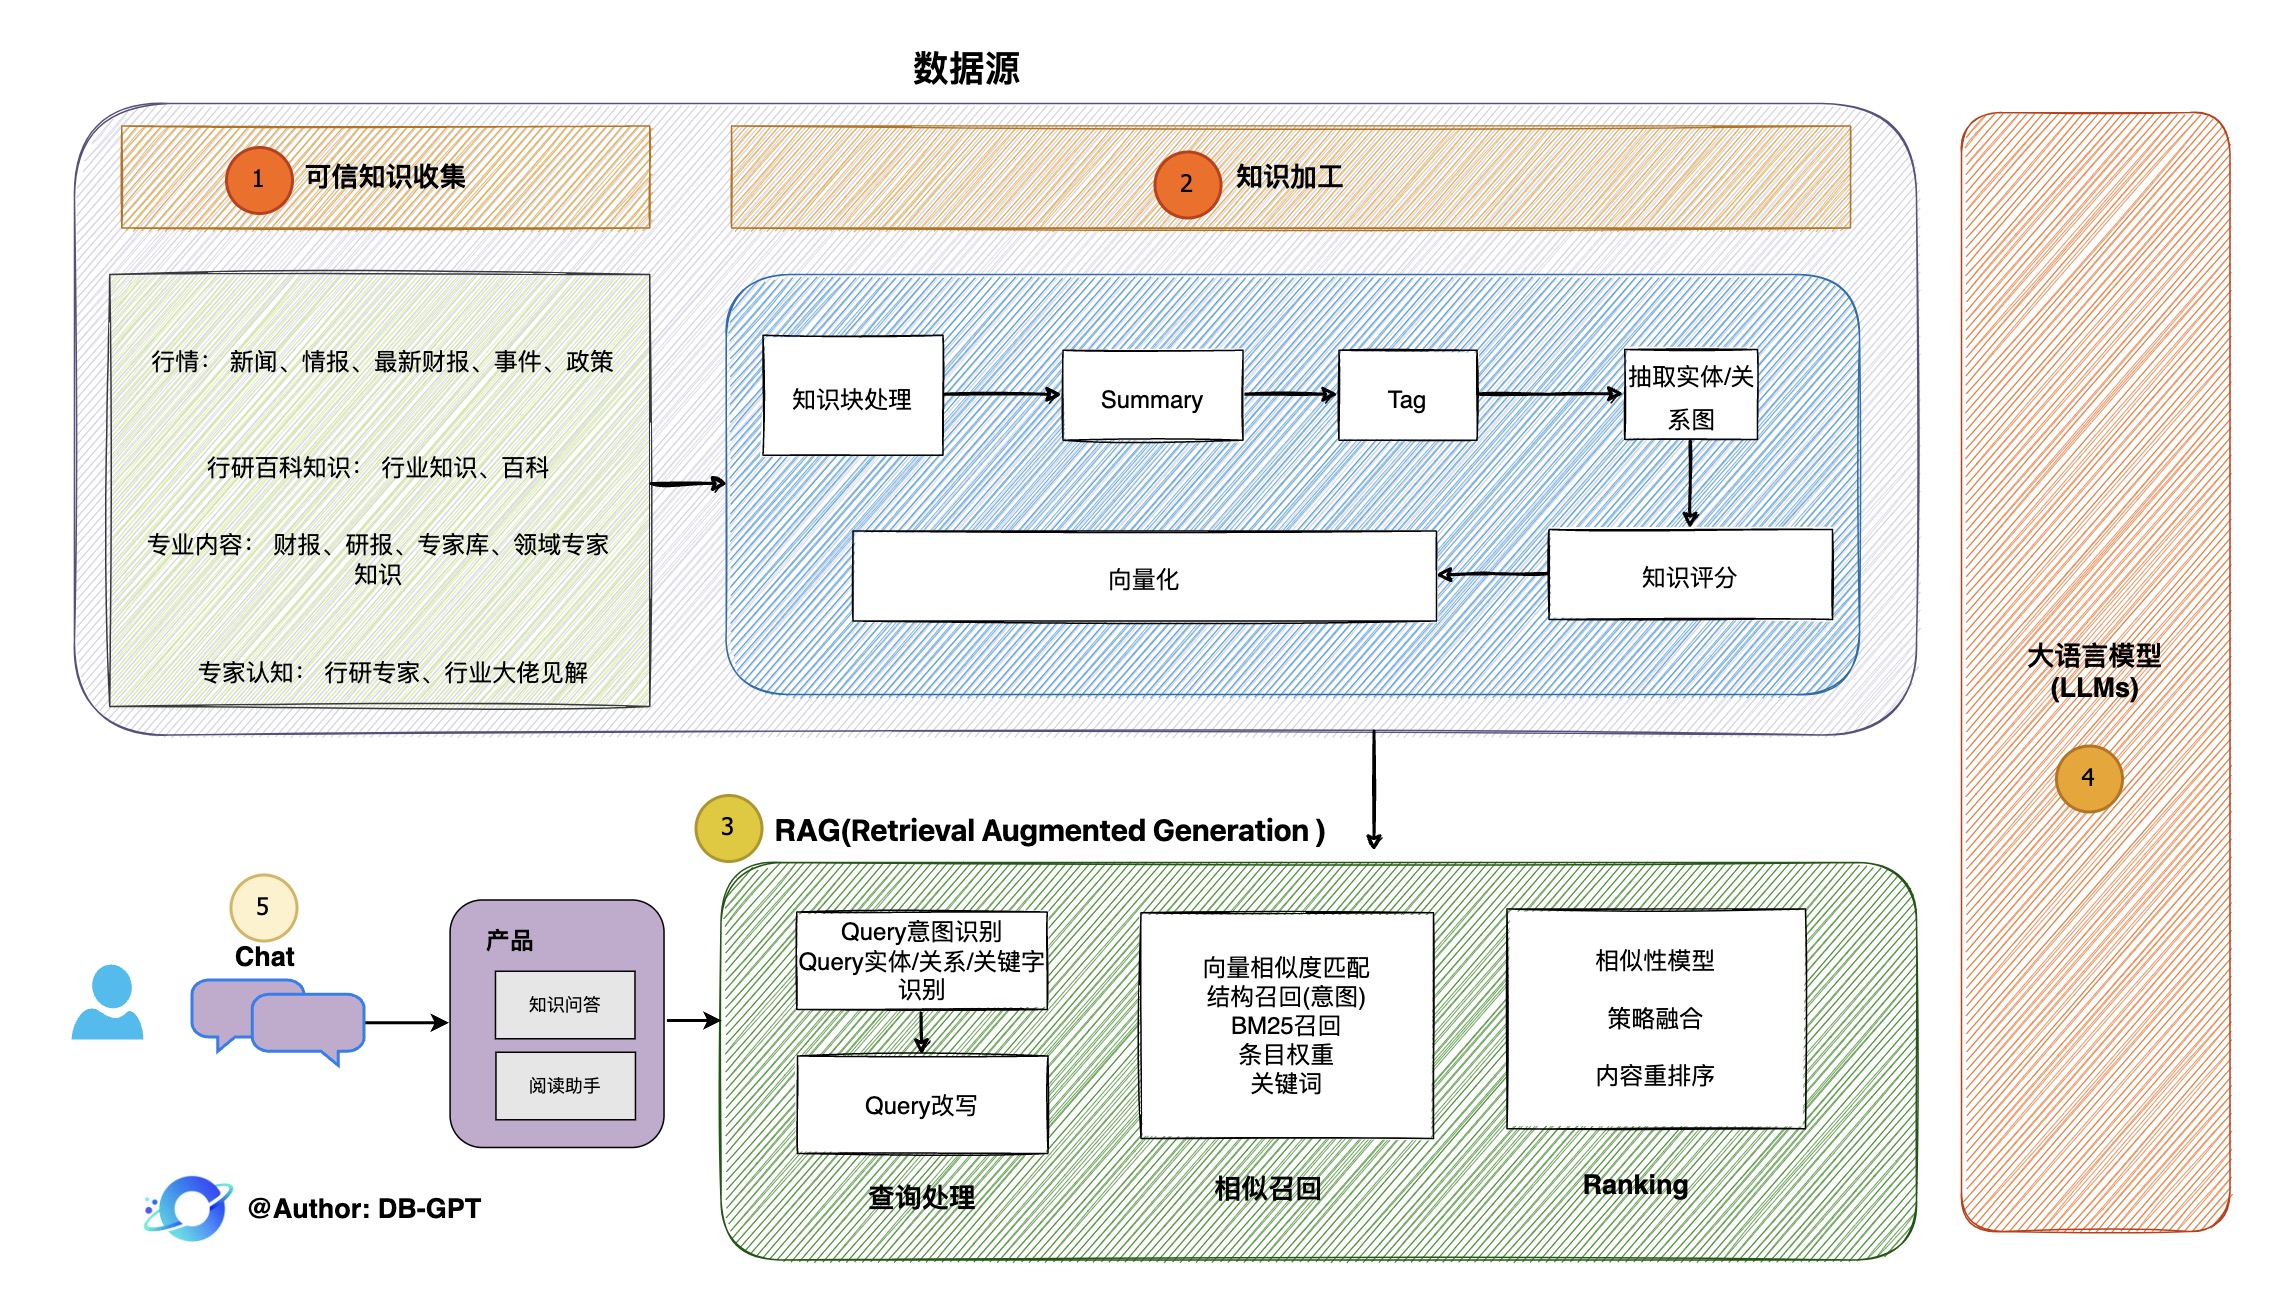 数据源
1
可信知识收集
2
知识加工
行情： 新闻、情报、最新财报、事件、政策
行研百科知识： 行业知识、百科
专业内容： 财报、研报、专家库、领域专家
知识
专家认知： 行研专家、行业大佬见解
知识块处理
Summary
Tag
抽取实体/关
系图
知识评分
向量化
大语言模型
(LLMs)
4
3
RAG(Retrieval Augmented Generation )
5
Chat
产品
知识问答
阅读助手
Query意图识别
Query实体/关系/关键字
识别
Query改写
查询处理
向量相似度匹配
结构召回(意图)
BM25召回
条目权重
关键词
相似召回
相似性模型
策略融合
内容重排序
Ranking
@Author: DB-GPT